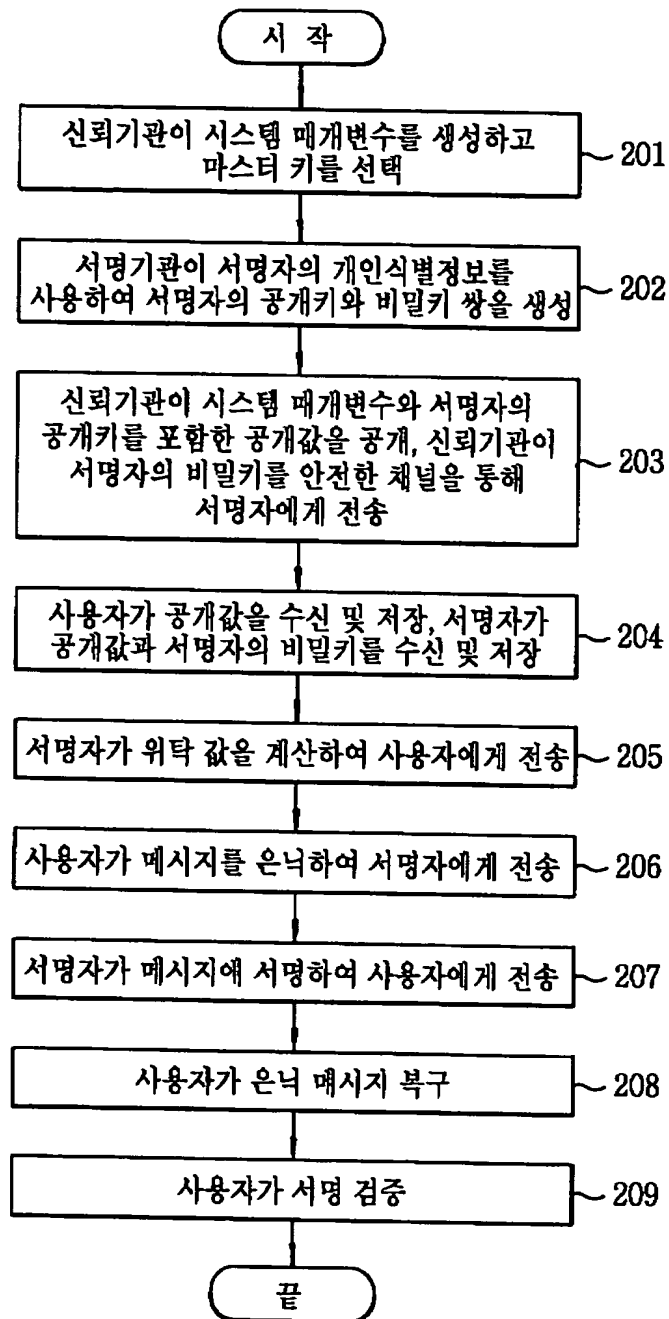 시 작
신뢰기관이 시스템 매개변수를 생성하고
마스터 키를 선택
201
서명기관이 서명자의 개인식별정보를
사용하여 서명자의 공개키와 비밀키 쌍을 생성
202
신뢰기관이 시스템 매개변수와 서명자의
공개키를 포함한 공개값을 공개, 신뢰기관이
서명자의 비밀키를 안전한 채널을 통해
서명자에게 전송
203
사용자가 공개값을 수신 및 저장, 서명자가
공개값과 서명자의 비밀키를 수신 및 저장
204
서명자가 위탁 값을 계산하여 사용자에게 전송
205
사용자가 메시지를 은닉하여 서명자에게 전송
206
서명자가 메시지에 서명하여 사용자에게 전송
207
사용자가 은닉 메시지 복구
208
사용자가 서명 검증
209
끝